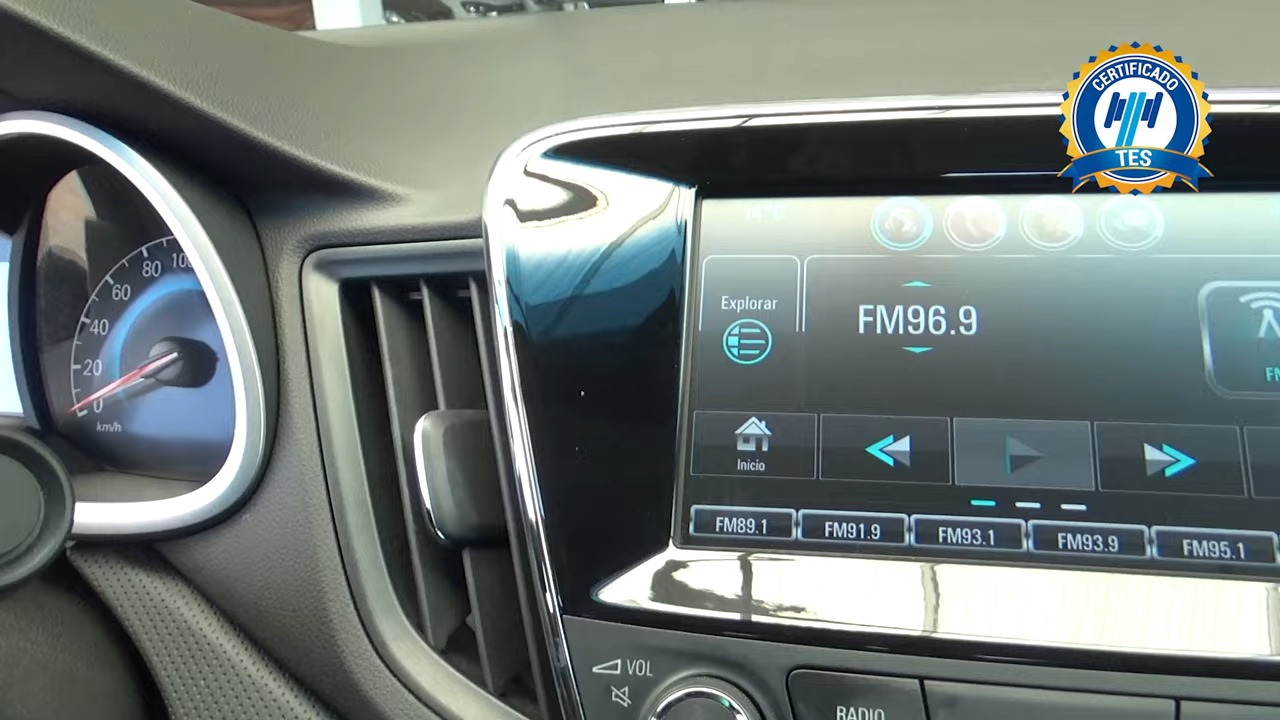 CERTIFICADO
TES
14°C
Explorar
FM96.9
Inicio
FM89.1
FM91.9
FM93.1
FM93.9
FM95.1
100
80
60
40
20
0
km/h
VOL
RADIO